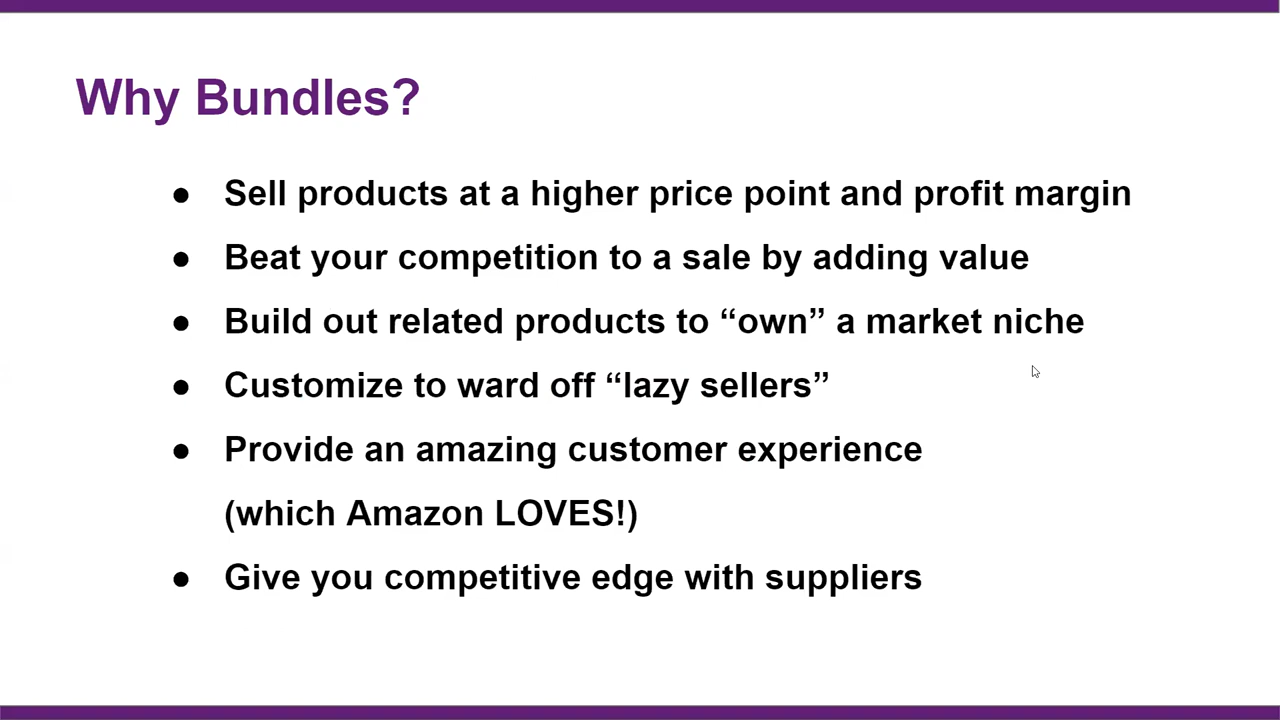 Why Bundles?
● Sell products at a higher price point and profit margin
● Beat your competition to a sale by adding value
● Build out related products to “own” a market niche
● Customize to ward off “lazy sellers”
● Provide an amazing customer experience
(which Amazon LOVES!)
● Give you competitive edge with suppliers